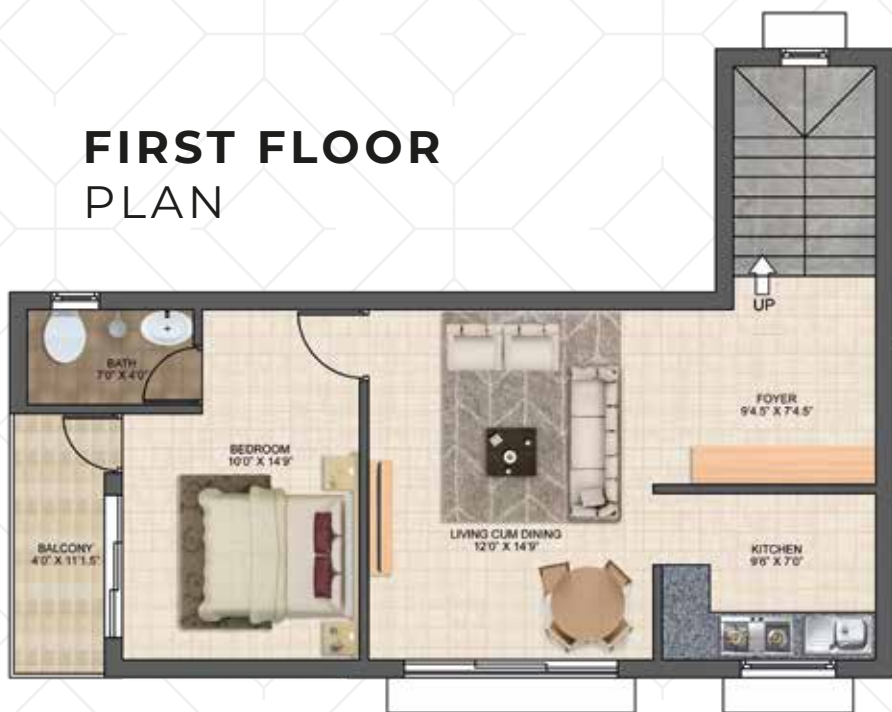 FIRST FLOOR
PLAN
UP
BATH
7'0" X 4'0"
FOYER
9'4.5" X 7'4.5"
BEDROOM
10'0" X 14'9"
LIVING CUM DINING
12'0" X 14'9"
BALCONY
4'0" X 11'1.5"
KITCHEN
9'6" X 7'0"